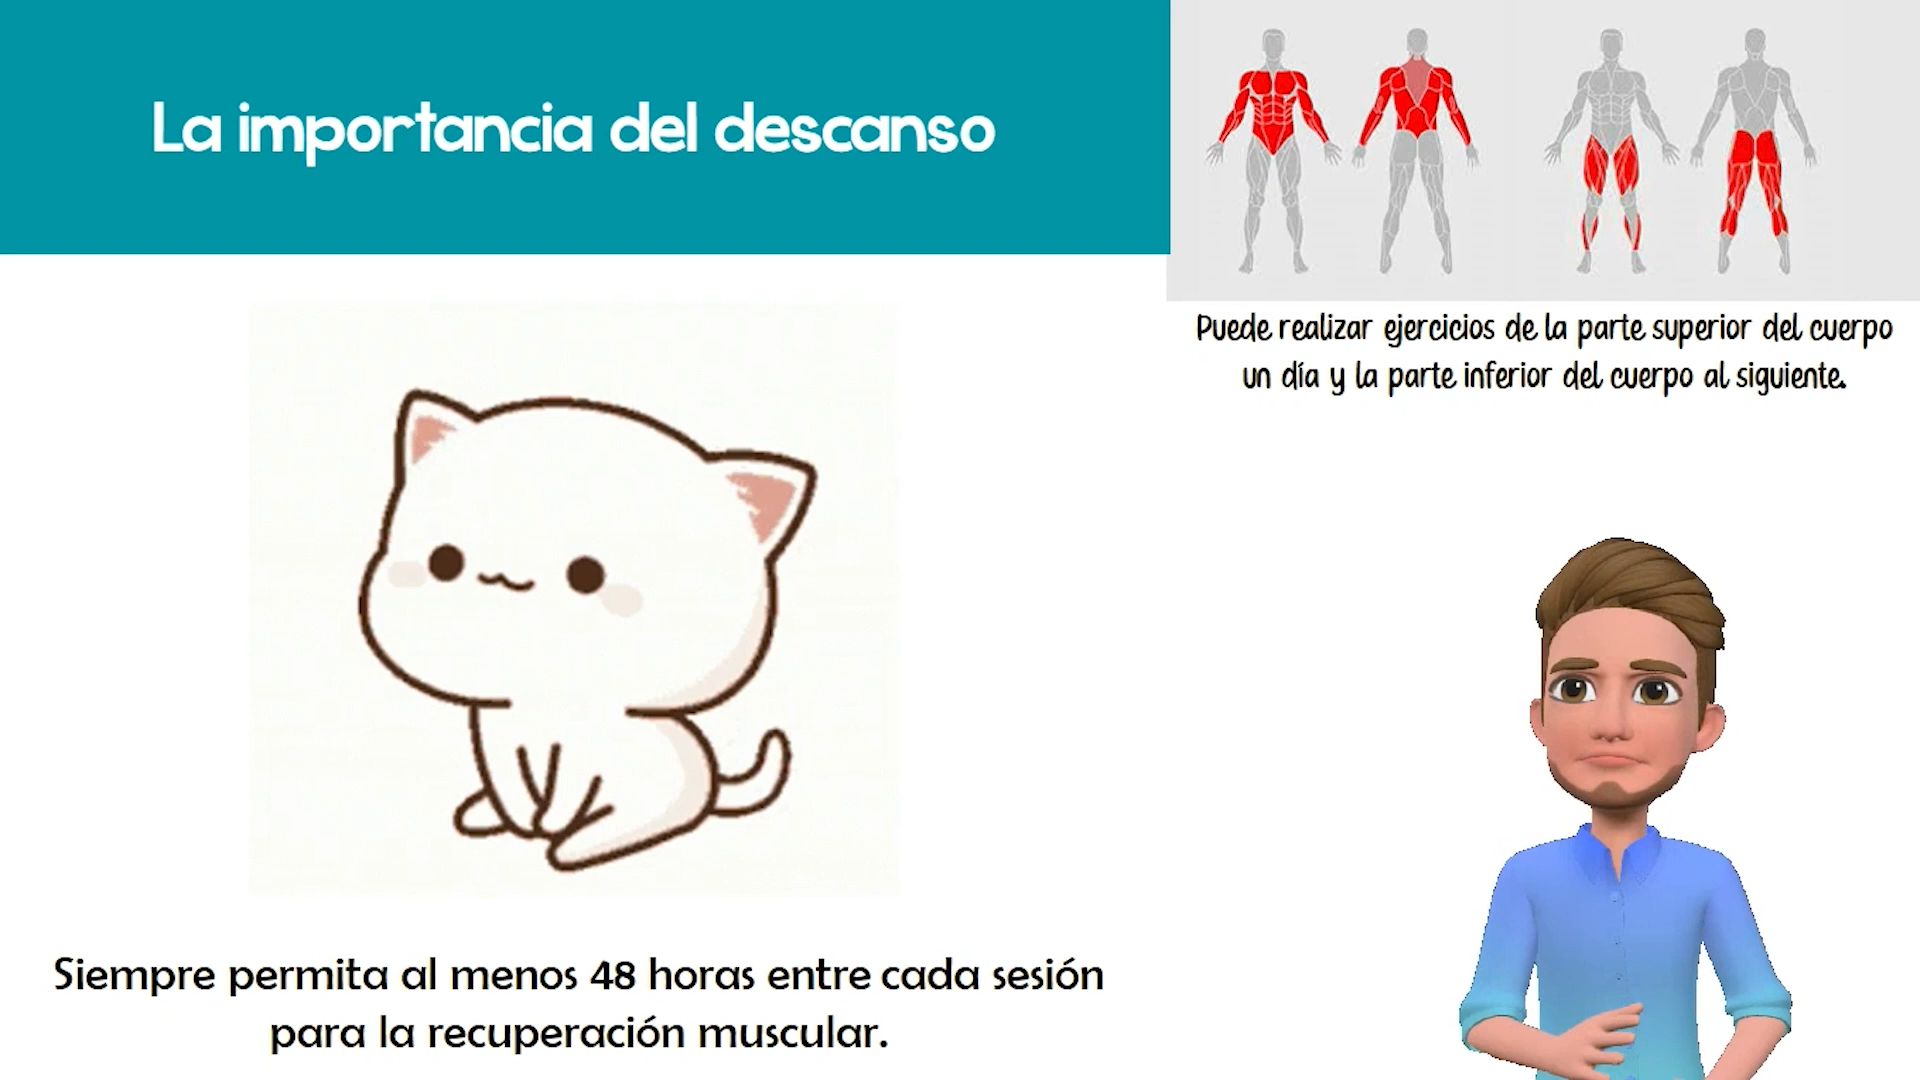 La importancia del descanso
Puede realizar ejercicios de la parte superior del cuerpo
un día y la parte inferior del cuerpo al siguiente.
Siempre permita al menos 48 horas entre cada sesión
para la recuperación muscular.